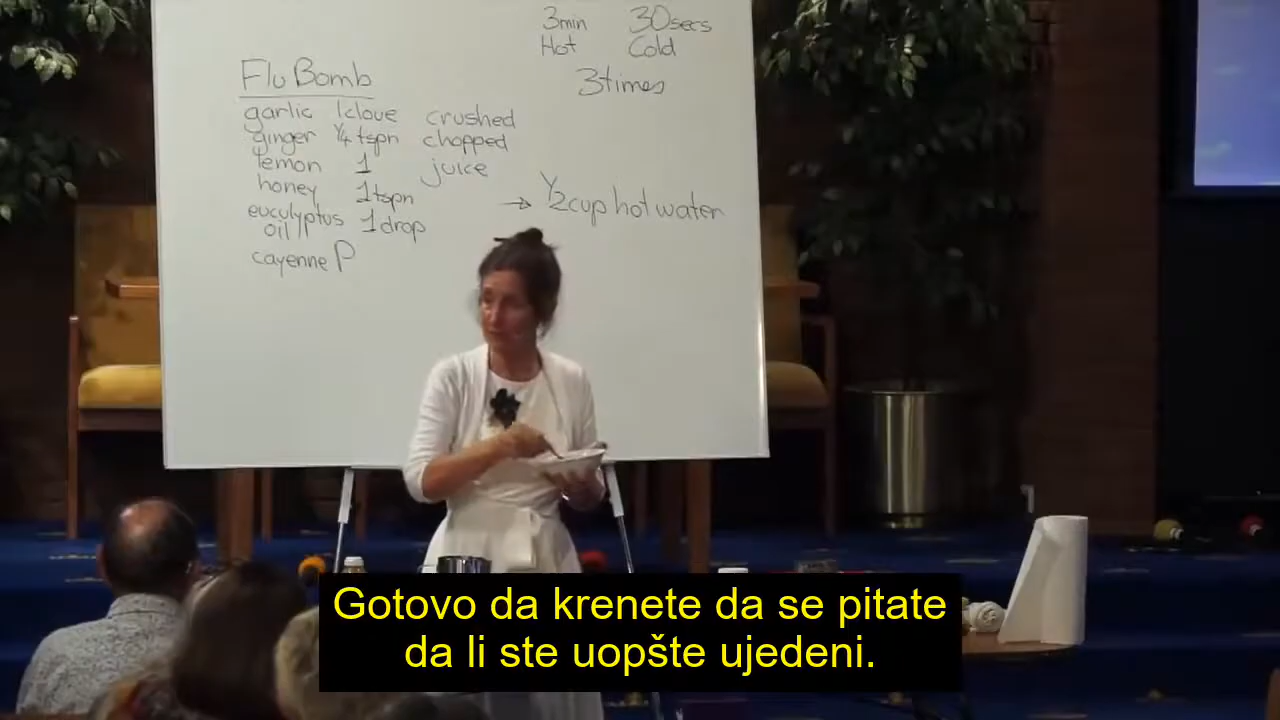 3min 30secs
Hot Cold
3times
Flu Bomb
garlic 1clove crushed
ginger 1/4 tspn chopped
lemon 1 juice
honey 1tspn
→ 1/2cup hot water
euculyptus 1drop
oil
cayenne P
Gotovo da krenete da se pitate
da li ste uopšte ujedeni.